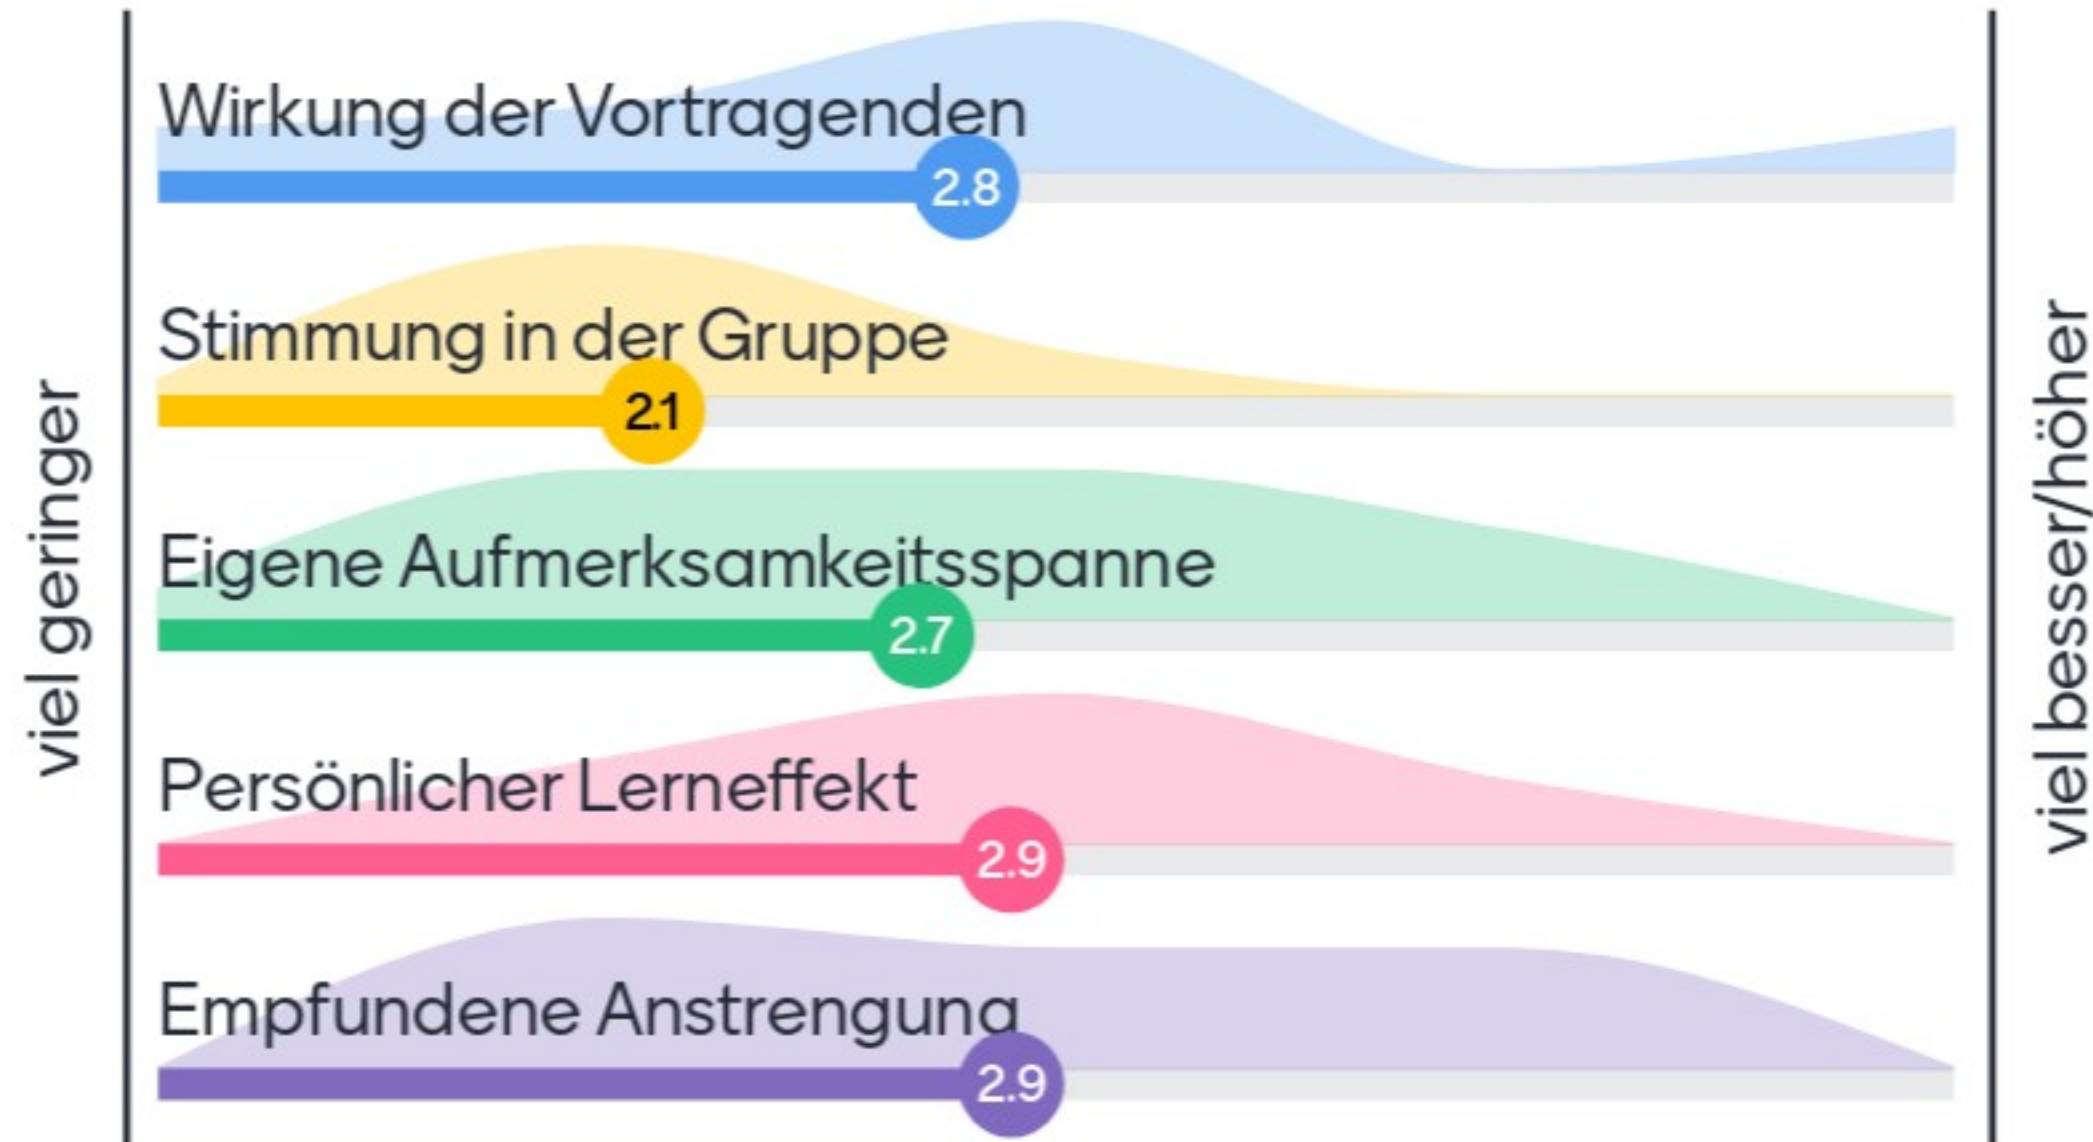 viel geringer
Wirkung der Vortragenden
2.8
Stimmung in der Gruppe
2.1
Eigene Aufmerksamkeitsspanne
2.7
Persönlicher Lerneffekt
2.9
Empfundene Anstrengung
2.9
viel besser/höher